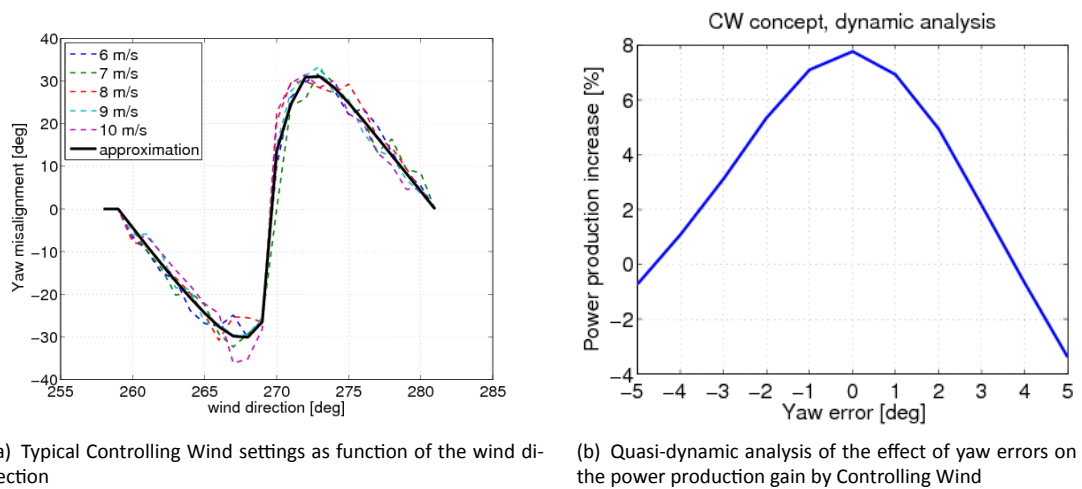 40
30
20
10
0
−10
−20
−30
−40
Yaw misalignment [deg]
6 m/s
7 m/s
8 m/s
9 m/s
10 m/s
approximation
255 260 265 270 275 280 285
wind direction [deg]
CW concept, dynamic analysis
8
6
4
2
0
−2
−4
Power production increase [%]
−5 −4 −3 −2 −1 0 1 2 3 4 5
Yaw error [deg]
a) Typical Controlling Wind settings as function of the wind di-
ection
(b) Quasi-dynamic analysis of the effect of yaw errors on
the power production gain by Controlling Wind